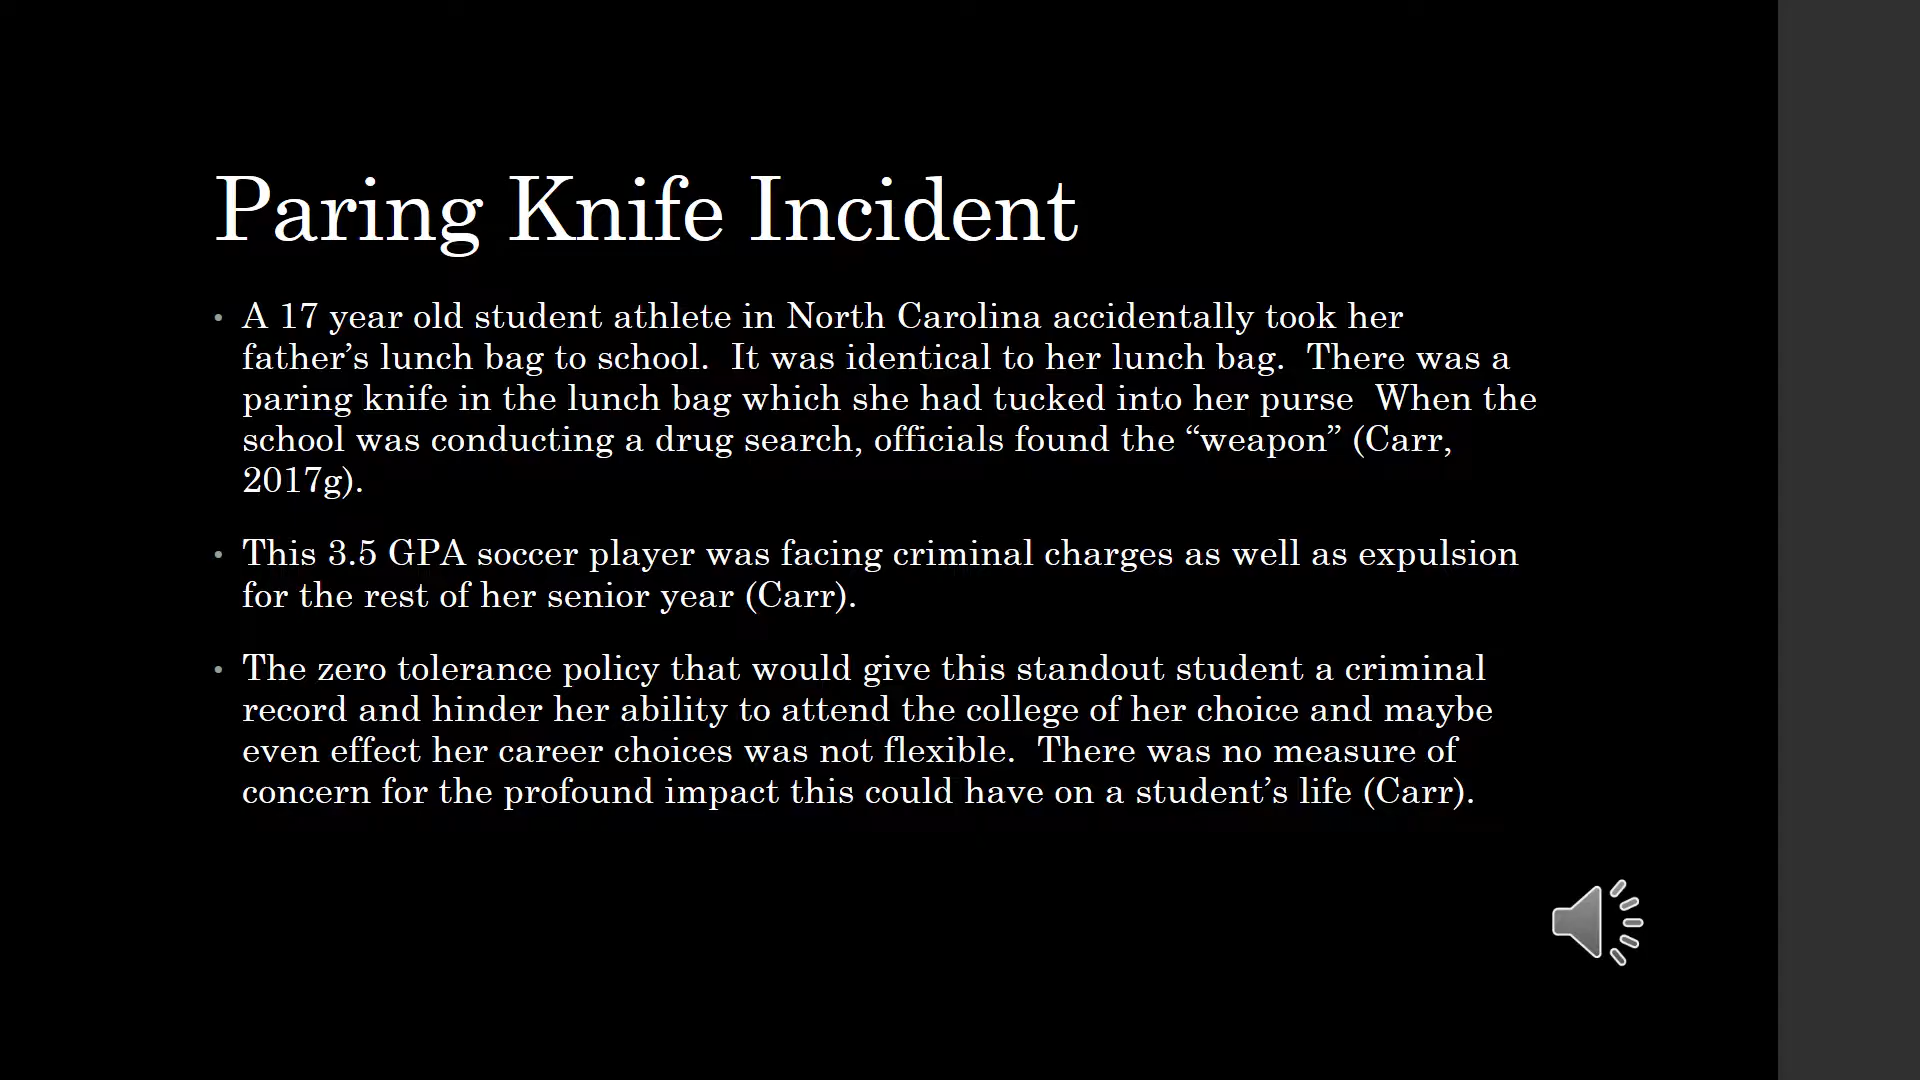 Paring Knife Incident
• A 17 year old student athlete in North Carolina accidentally took her
father’s lunch bag to school.  It was identical to her lunch bag.  There was a
paring knife in the lunch bag which she had tucked into her purse  When the
school was conducting a drug search, officials found the “weapon” (Carr,
2017g).
• This 3.5 GPA soccer player was facing criminal charges as well as expulsion
for the rest of her senior year (Carr).
• The zero tolerance policy that would give this standout student a criminal
record and hinder her ability to attend the college of her choice and maybe
even effect her career choices was not flexible.  There was no measure of
concern for the profound impact this could have on a student’s life (Carr).